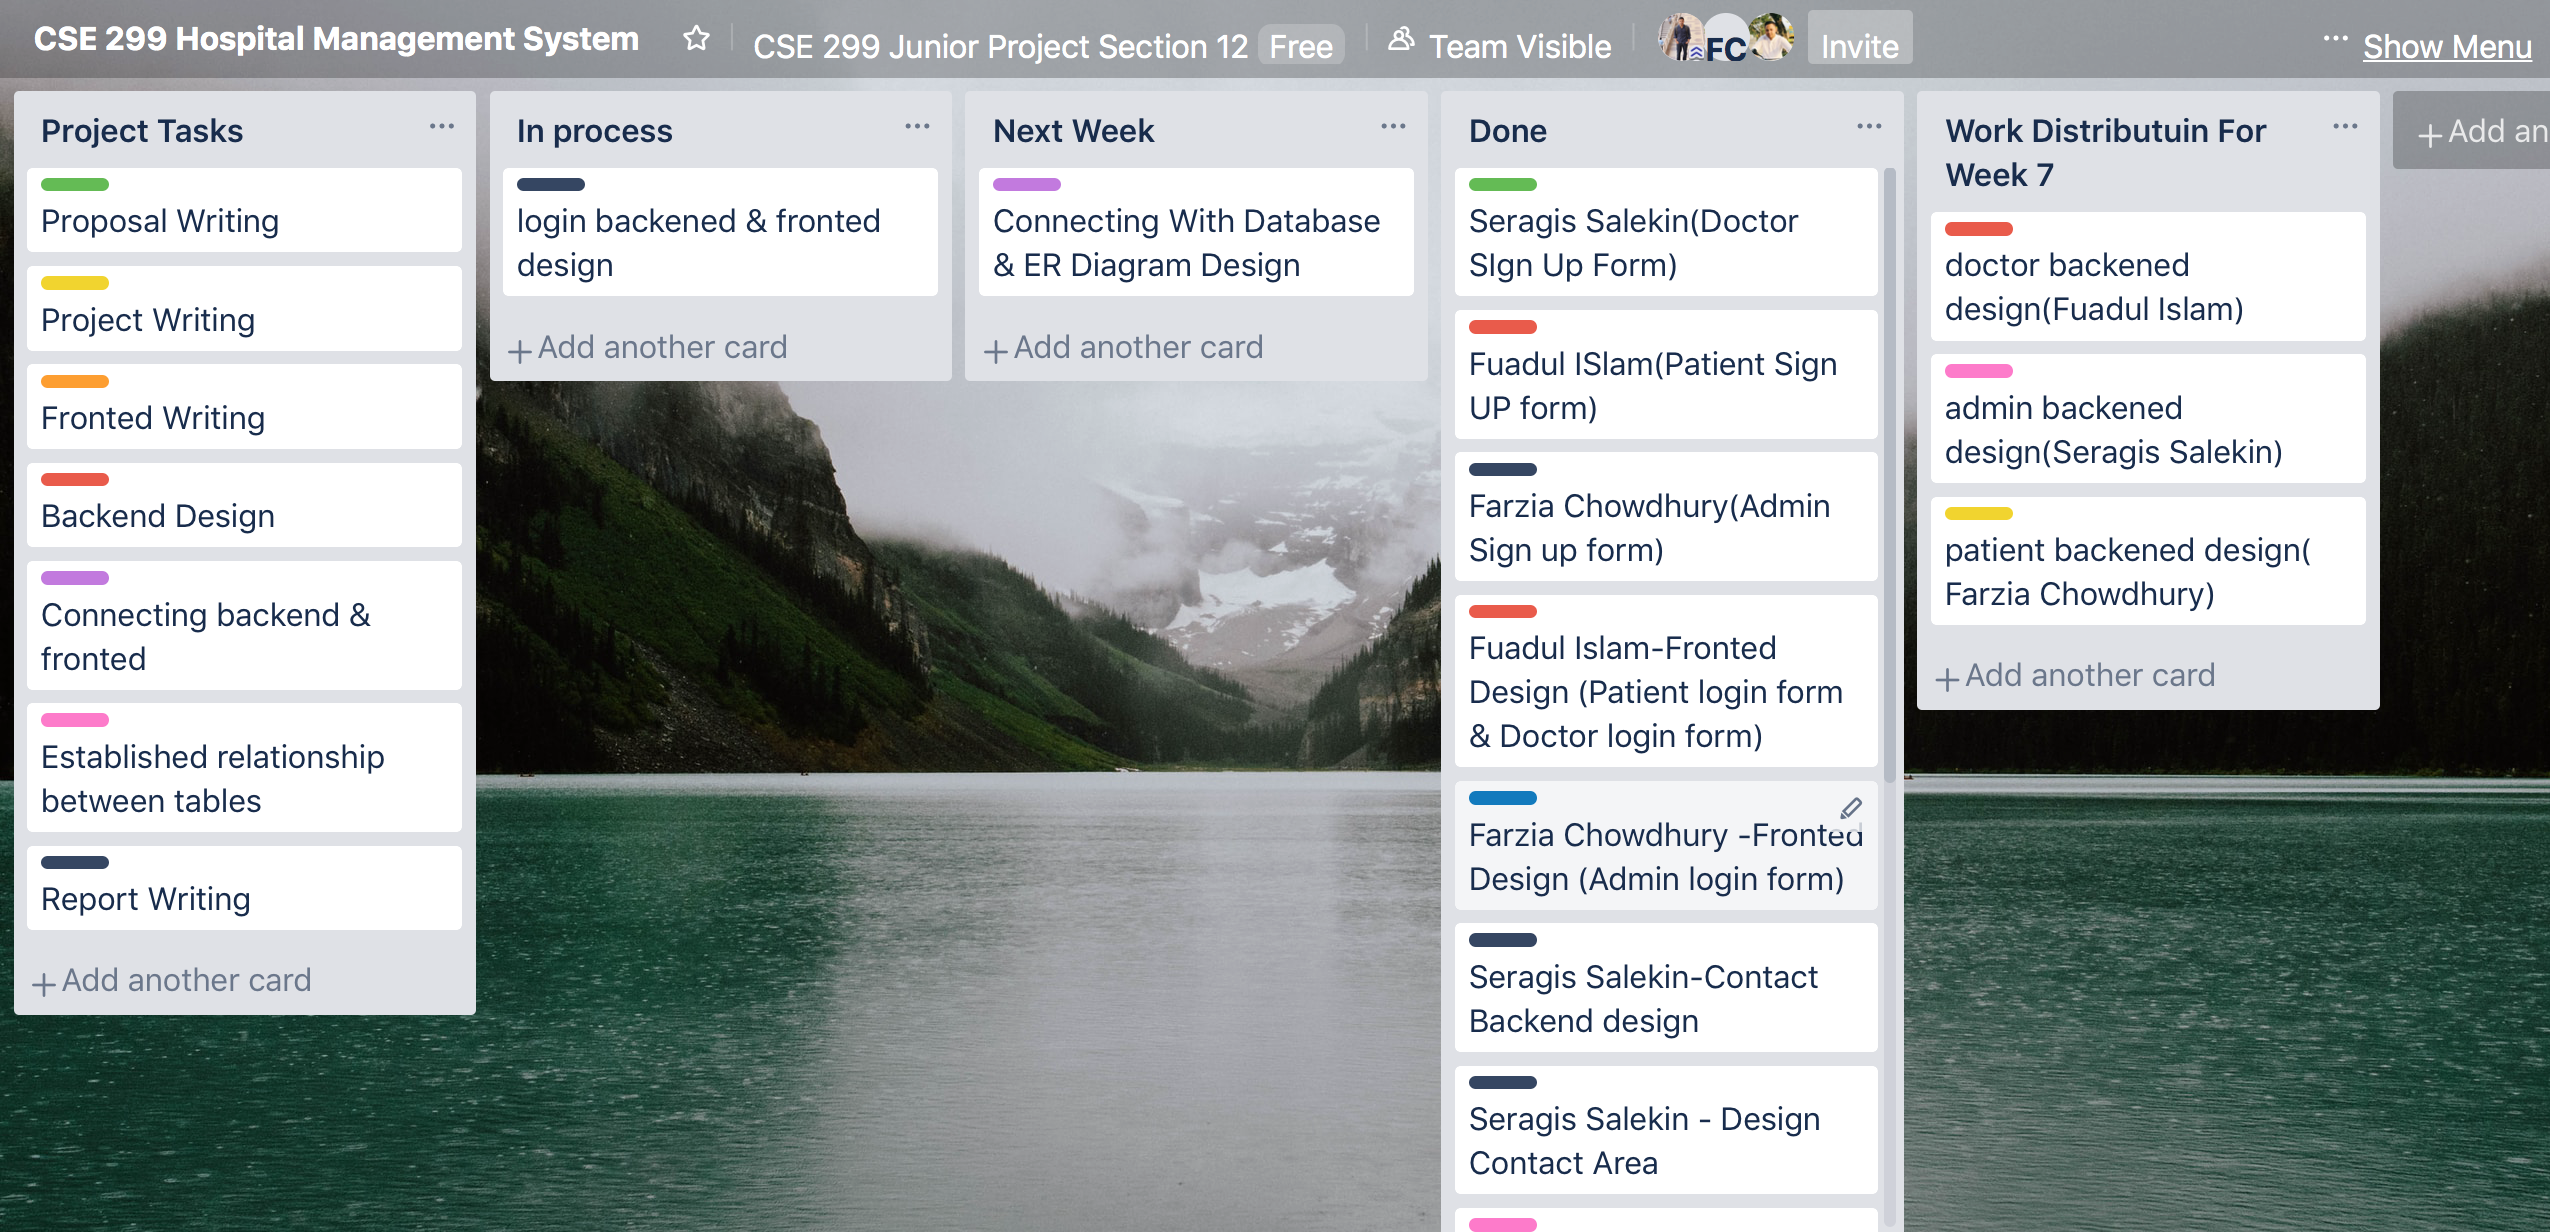 CSE 299 Hospital Management System
CSE 299 Junior Project Section 12
Free
Team Visible
FC
Invite
... Show Menu
Project Tasks
Proposal Writing
Project Writing
Fronted Writing
Backend Design
Connecting backend &
fronted
Established relationship
between tables
Report Writing
+ Add another card
In process
login backened & fronted
design
+ Add another card
Next Week
Connecting With Database
& ER Diagram Design
+ Add another card
Done
Seragis Salekin(Doctor
SIgn Up Form)
Fuadul ISlam(Patient Sign
UP form)
Farzia Chowdhury(Admin
Sign up form)
Fuadul Islam-Fronted
Design (Patient login form
& Doctor login form)
Farzia Chowdhury -Fronted
Design (Admin login form)
Seragis Salekin-Contact
Backend design
Seragis Salekin - Design
Contact Area
Work Distributuin For
Week 7
doctor backened
design(Fuadul Islam)
admin backened
design(Seragis Salekin)
patient backened design(
Farzia Chowdhury)
+ Add another card
+ Add an